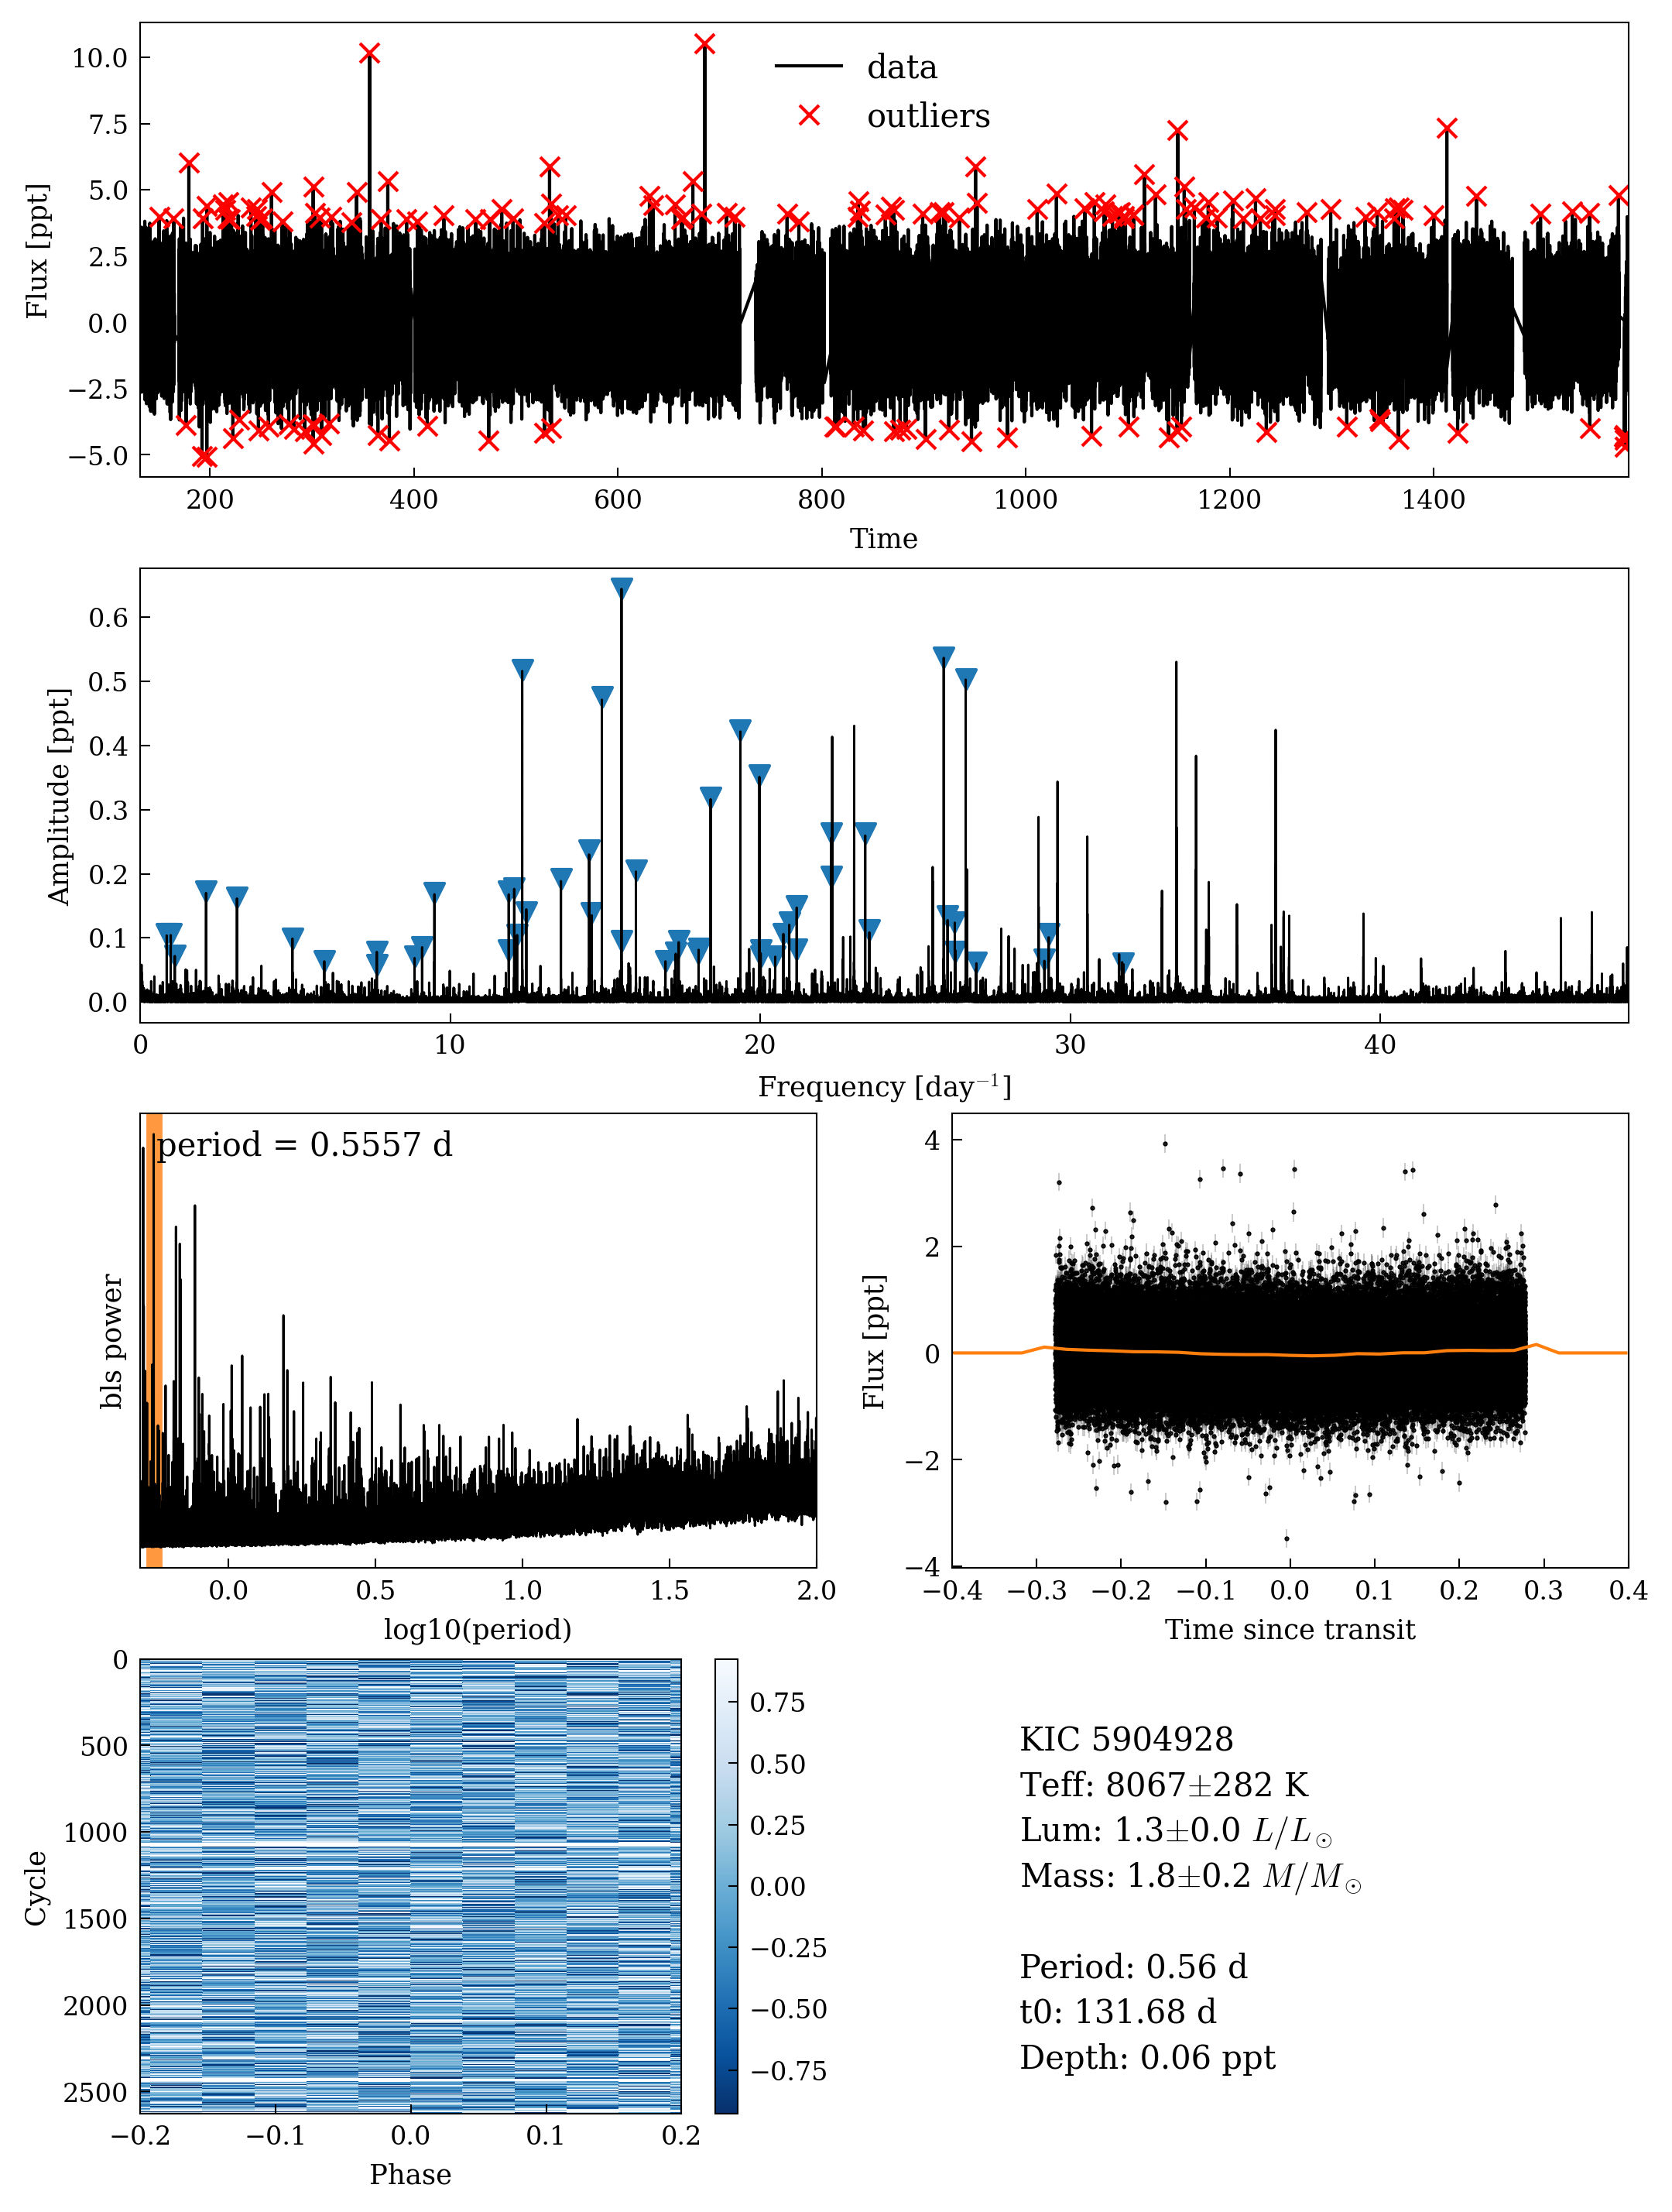 10.0
7.5
5.0
2.5
0.0
−2.5
−5.0
Flux [ppt]
data
outliers
200 400 600 800 1000 1200 1400
Time
0.6
0.5
0.4
0.3
0.2
0.1
0.0
Amplitude [ppt]
0 10 20 30 40
Frequency [day⁻¹]
period = 0.5557 d
bls power
0.0 0.5 1.0 1.5 2.0
log10(period)
4
2
0
−2
−4
Flux [ppt]
−0.4 −0.3 −0.2 −0.1 0.0 0.1 0.2 0.3 0.4
Time since transit
0
500
1000
1500
2000
2500
Cycle
−0.2 −0.1 0.0 0.1 0.2
Phase
0.75
0.50
0.25
0.00
−0.25
−0.50
−0.75
KIC 5904928
Teff: 8067±282 K
Lum: 1.3±0.0 L/L☉
Mass: 1.8±0.2 M/M☉
Period: 0.56 d
t0: 131.68 d
Depth: 0.06 ppt